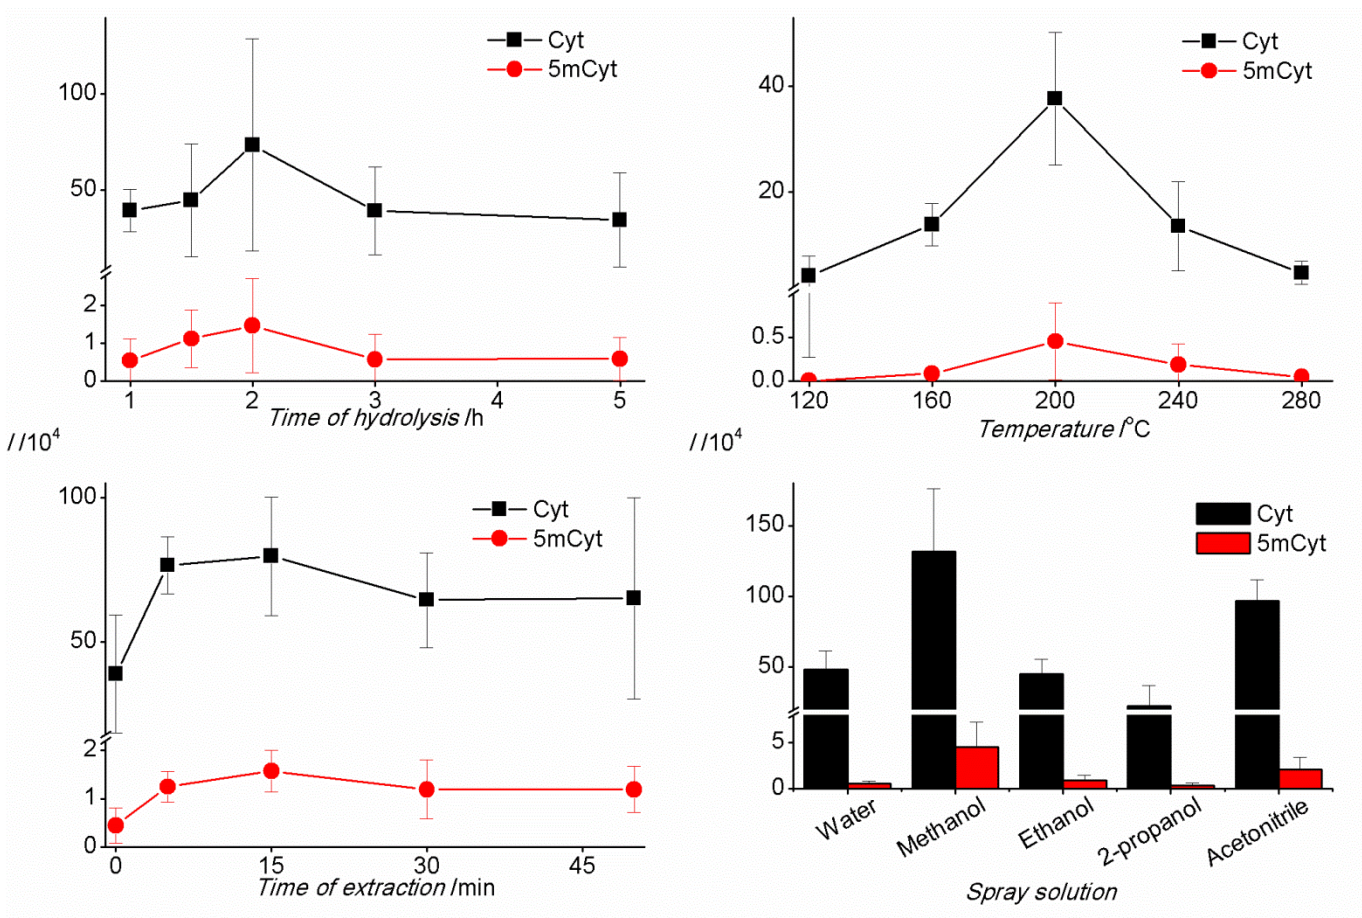 Cyt
5mCyt
100
50
2
1
0
1 2 3 4 5
Time of hydrolysis /h
Cyt
5mCyt
40
20
0.5
0.0
120 160 200 240 280
Temperature /°C
I /10⁴
Cyt
5mCyt
100
50
2
1
0
0 15 30 45
Time of extraction /min
I /10⁴
Cyt
5mCyt
150
100
50
5
0
Water Methanol Ethanol 2-propanol Acetonitrile
Spray solution